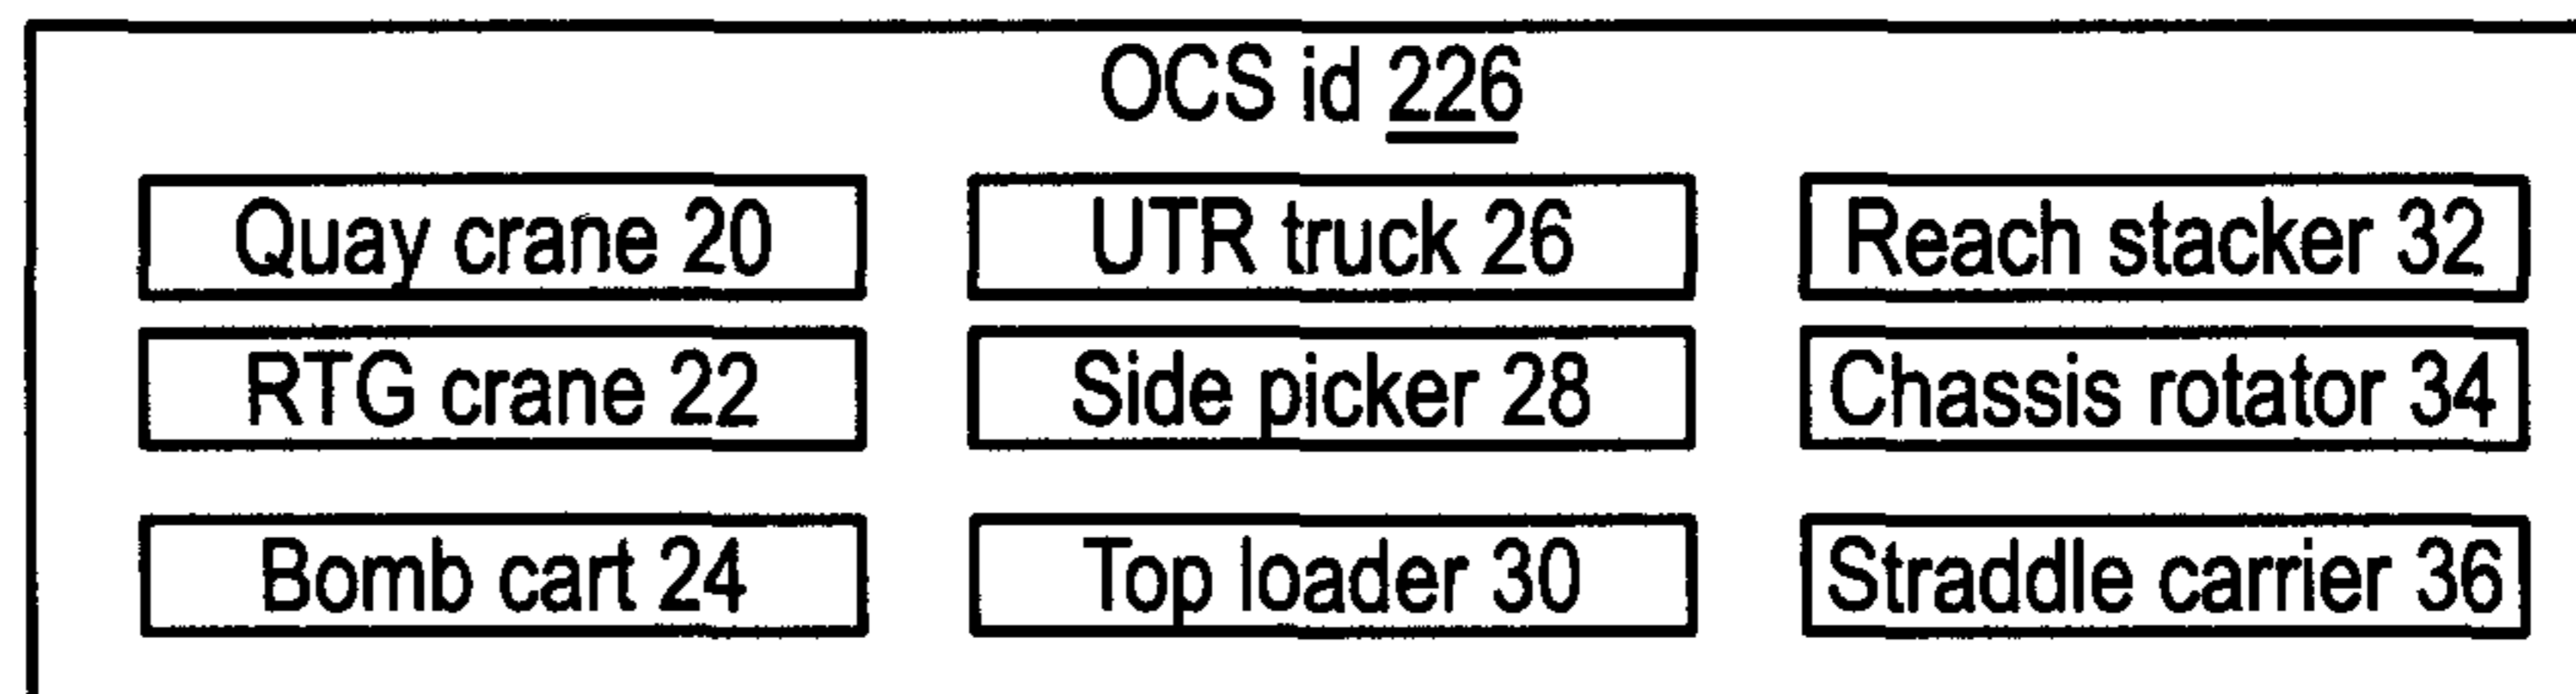 OCS id 226
Quay crane 20
UTR truck 26
Reach stacker 32
RTG crane 22
Side picker 28
Chassis rotator 34
Bomb cart 24
Top loader 30
Straddle carrier 36